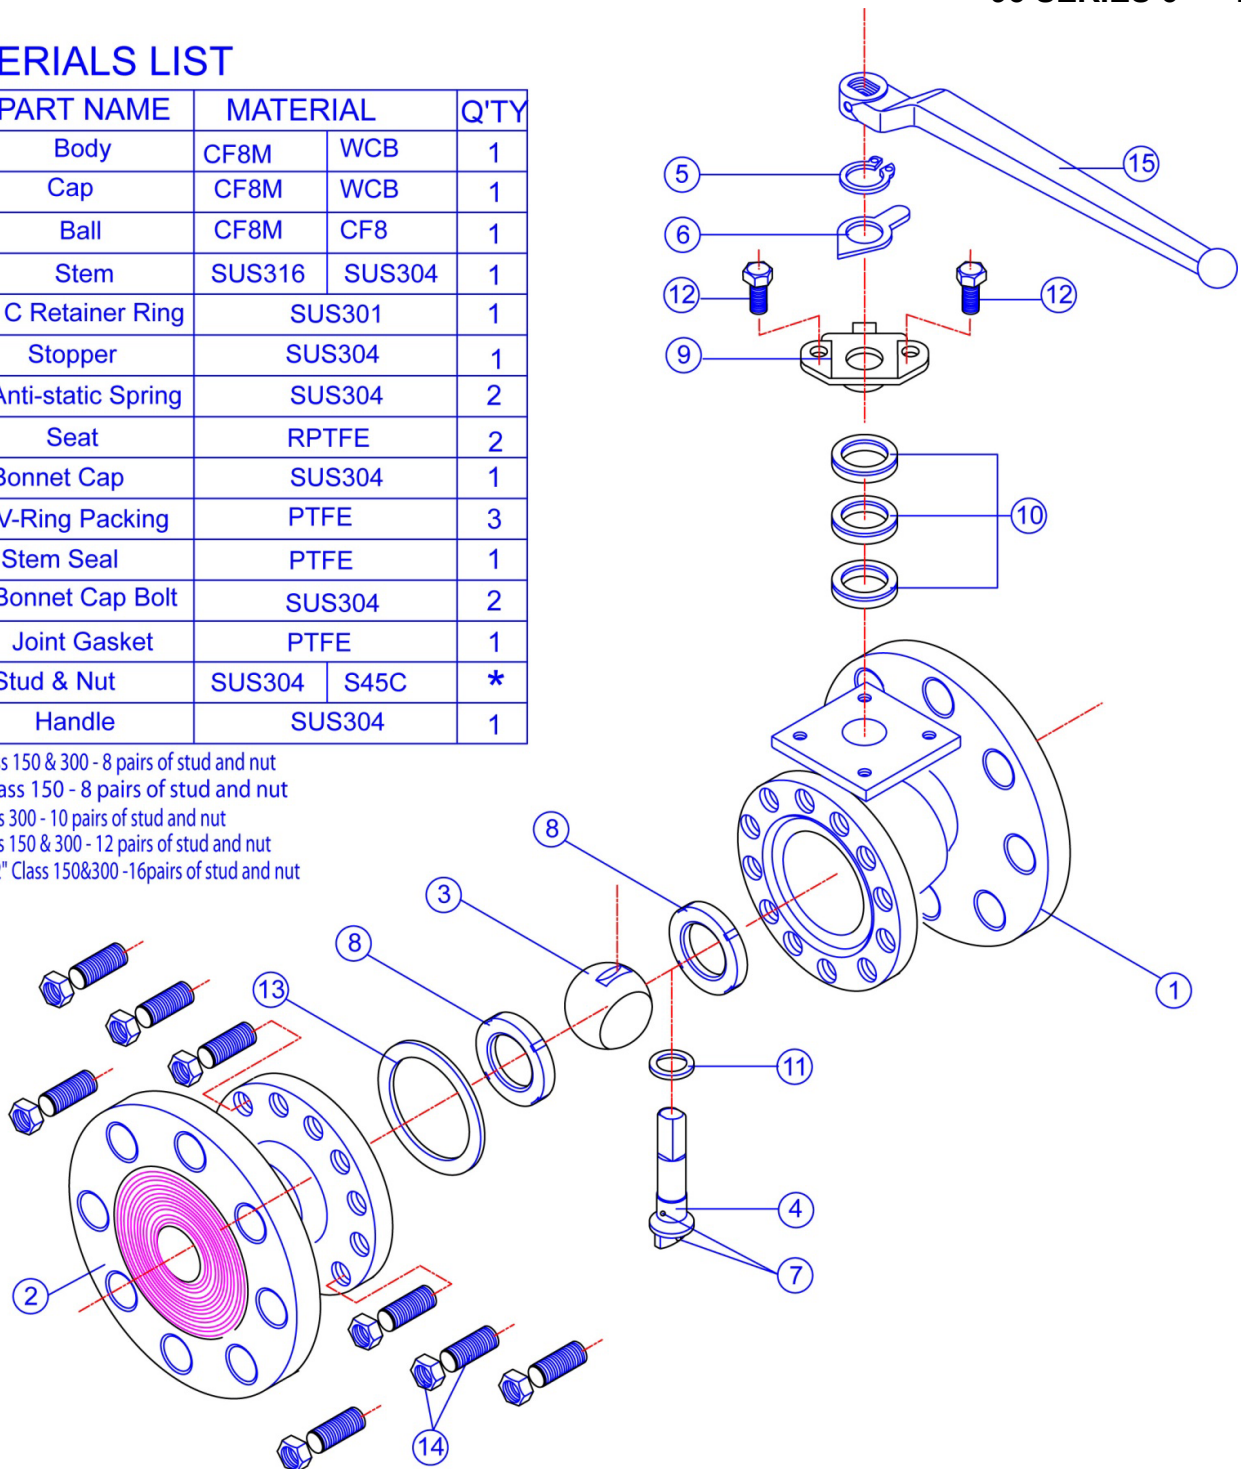 ERIALS LIST
PART NAME MATERIAL Q'TY
Body CF8M WCB 1
Cap CF8M WCB 1
Ball CF8M CF8 1
Stem SUS316 SUS304 1
C Retainer Ring SUS301 1
Stopper SUS304 1
Anti-static Spring SUS304 2
Seat RPTFE 2
Bonnet Cap SUS304 1
V-Ring Packing PTFE 3
Stem Seal PTFE 1
Bonnet Cap Bolt SUS304 2
Joint Gasket PTFE 1
Stud & Nut SUS304 S45C *
Handle SUS304 1
ss 150 & 300 - 8 pairs of stud and nut
lass 150 - 8 pairs of stud and nut
s 300 - 10 pairs of stud and nut
s 150 & 300 - 12 pairs of stud and nut
2" Class 150&300 -16pairs of stud and nut
15
5
6
12
12
9
10
8
3
8
13
1
11
4
7
2
14